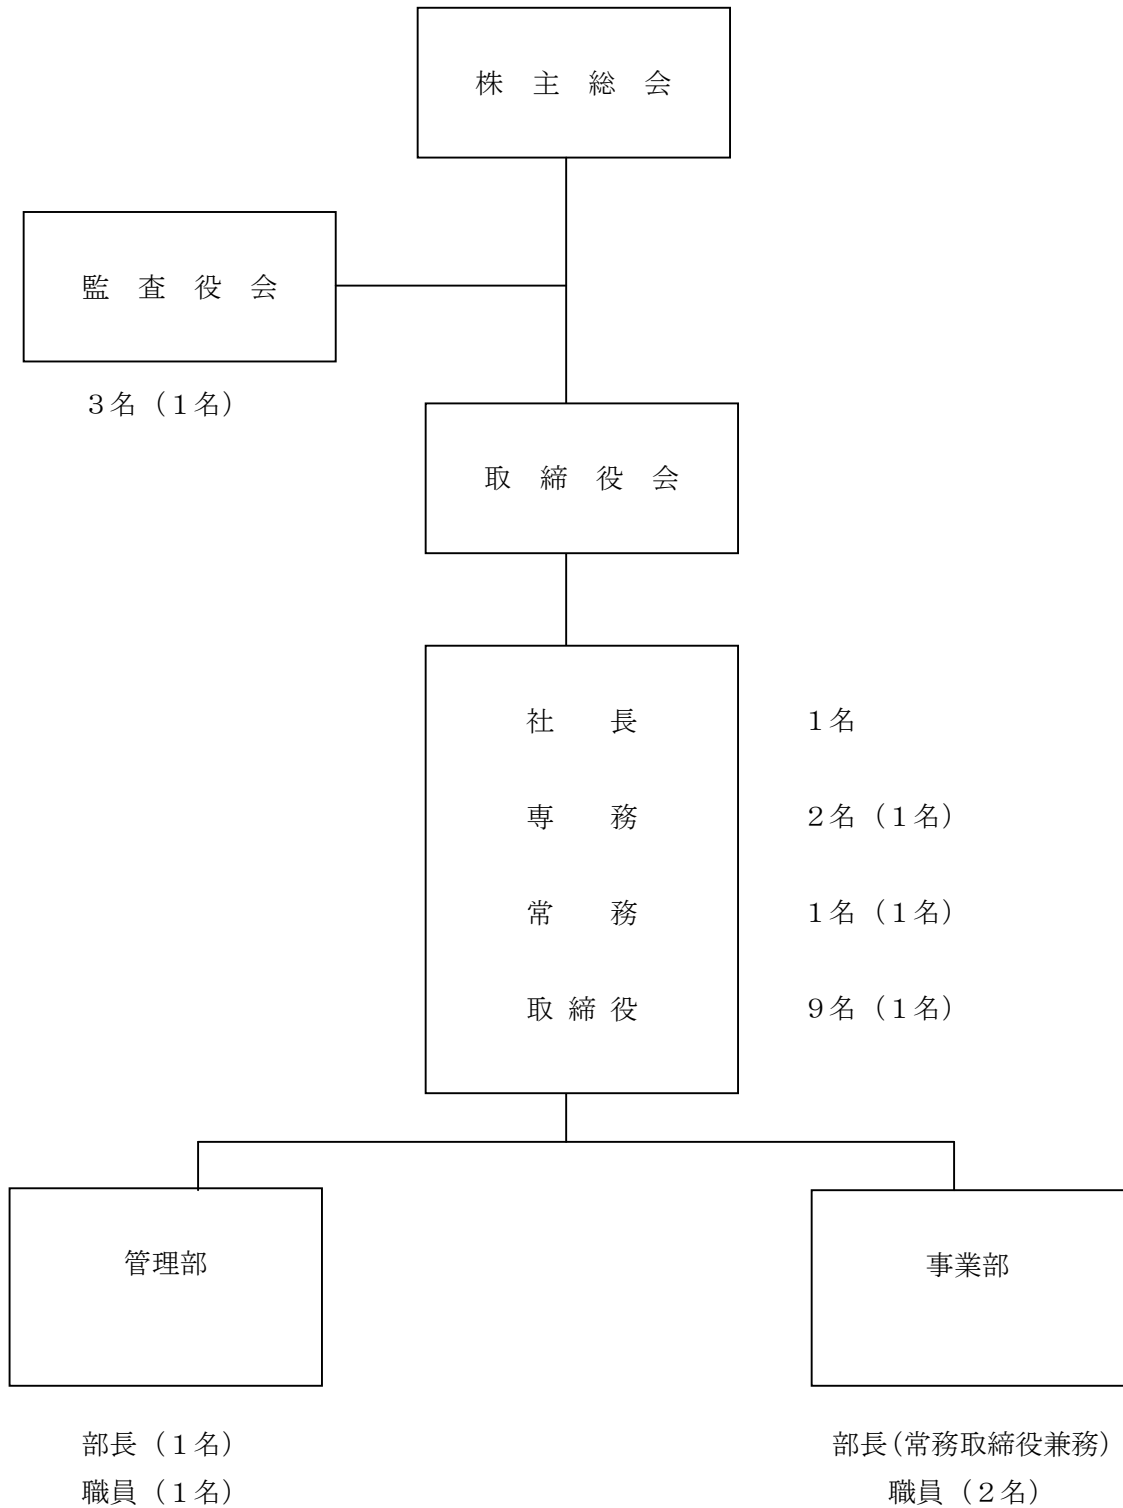 株 主 総 会
監 査 役 会
３名（１名）
取 締 役 会
社 長 １名
専 務 ２名（１名）
常 務 １名（１名）
取 締 役 ９名（１名）
管理部
事業部
部長（１名）
職員（１名）
部長（常務取締役兼務）
職員（２名）